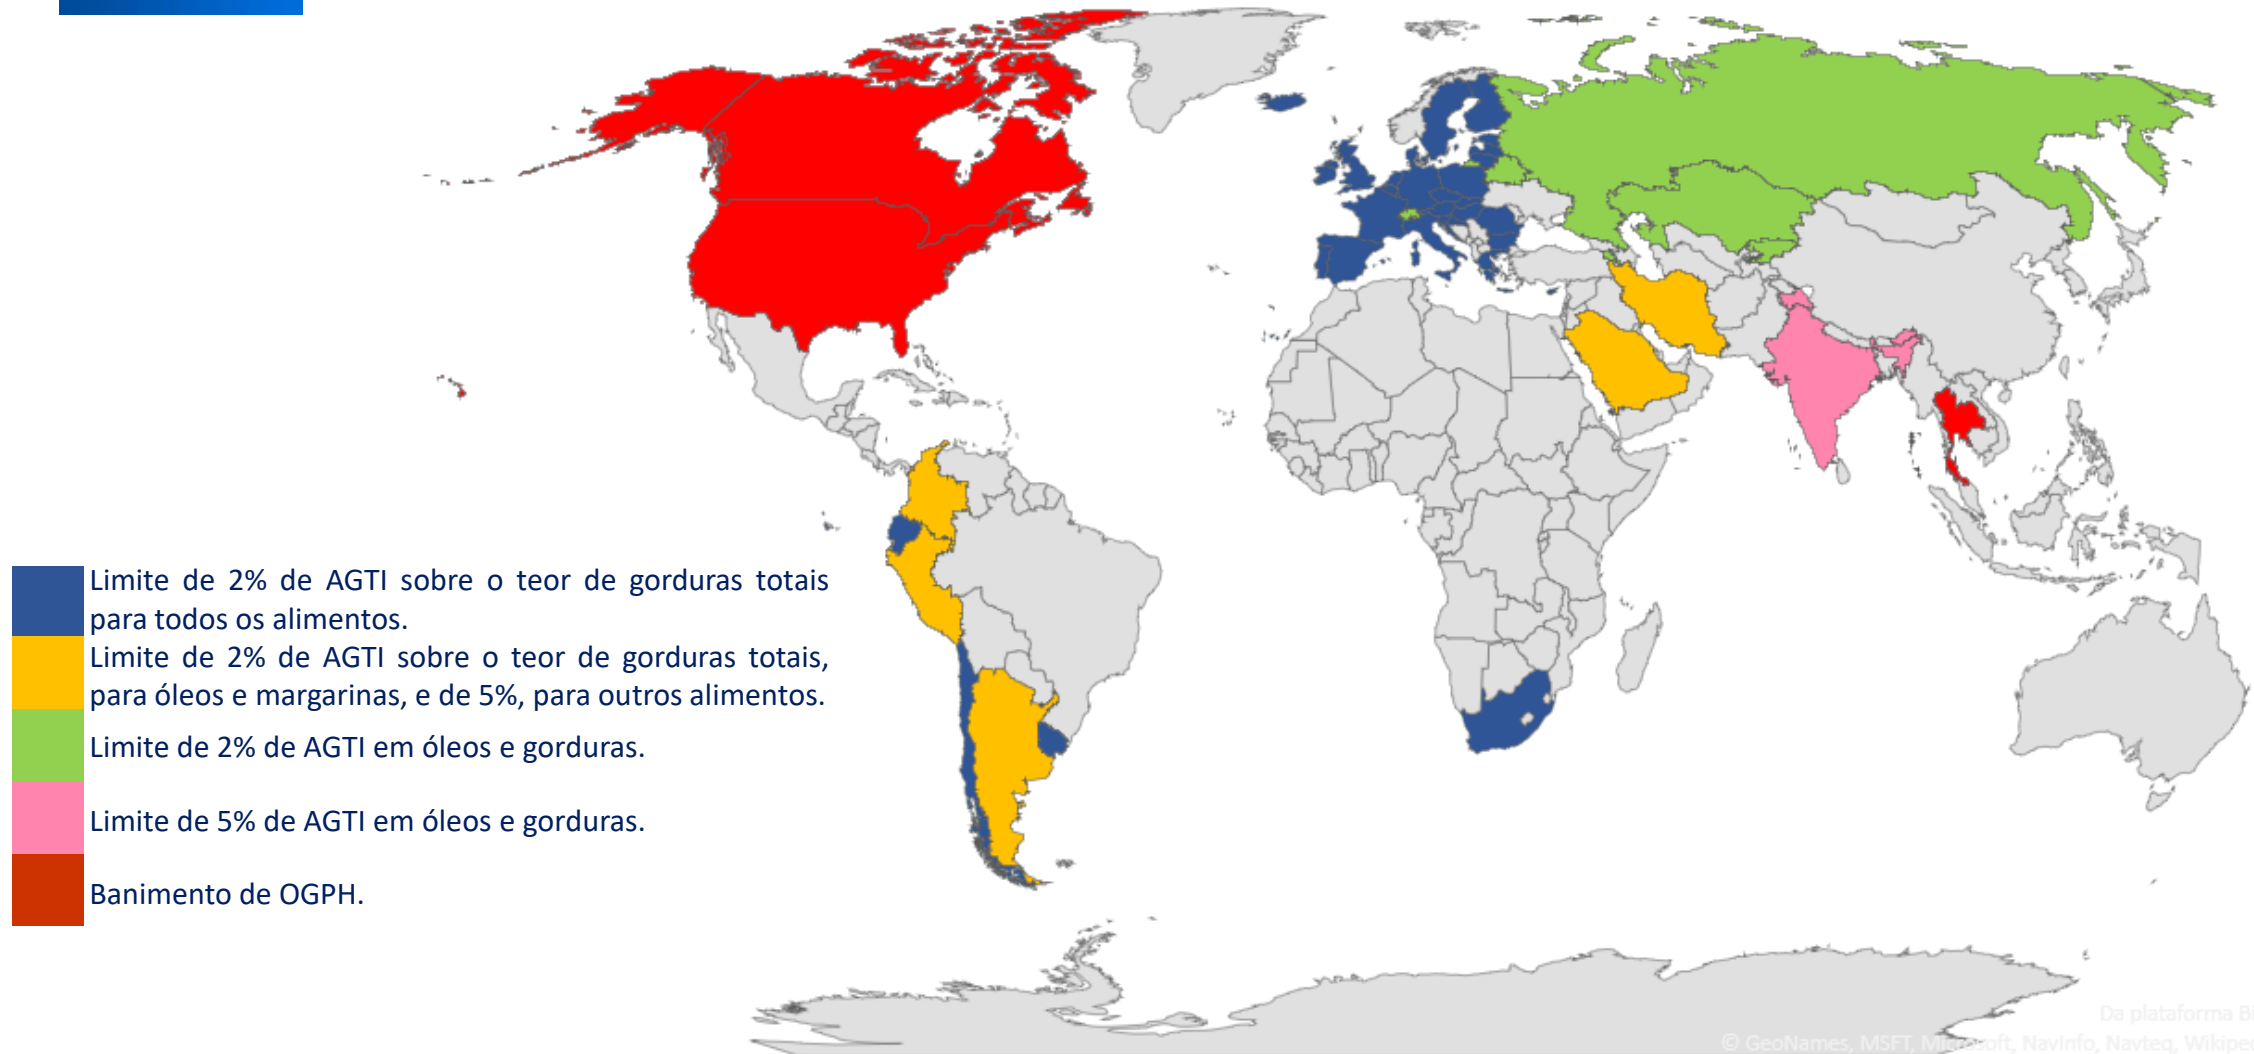 Limite de 2% de AGTI sobre o teor de gorduras totais
para todos os alimentos.
Limite de 2% de AGTI sobre o teor de gorduras totais,
para óleos e margarinas, e de 5%, para outros alimentos.
Limite de 2% de AGTI em óleos e gorduras.
Limite de 5% de AGTI em óleos e gorduras.
Banimento de OGPH.
Da plataforma
© GeoNames, MSFT, Microsoft, NavInfo, Navteq,